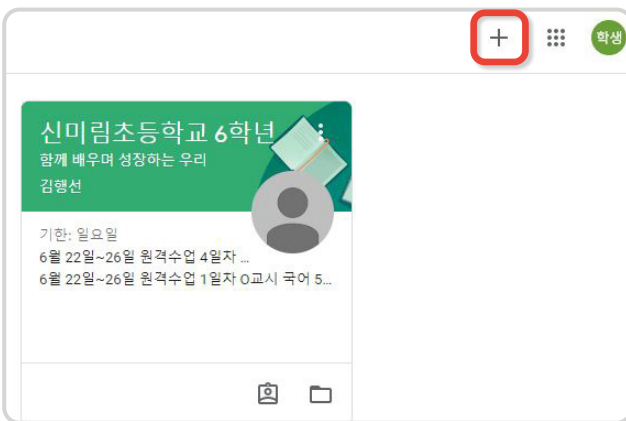 학생
신미림초등학교 6학년
함께 배우며 성장하는 우리
김행선
기한: 일요일
6월 22일~26일 원격수업 4일차 ...
6월 22일~26일 원격수업 1일차 0교시 국어 5...